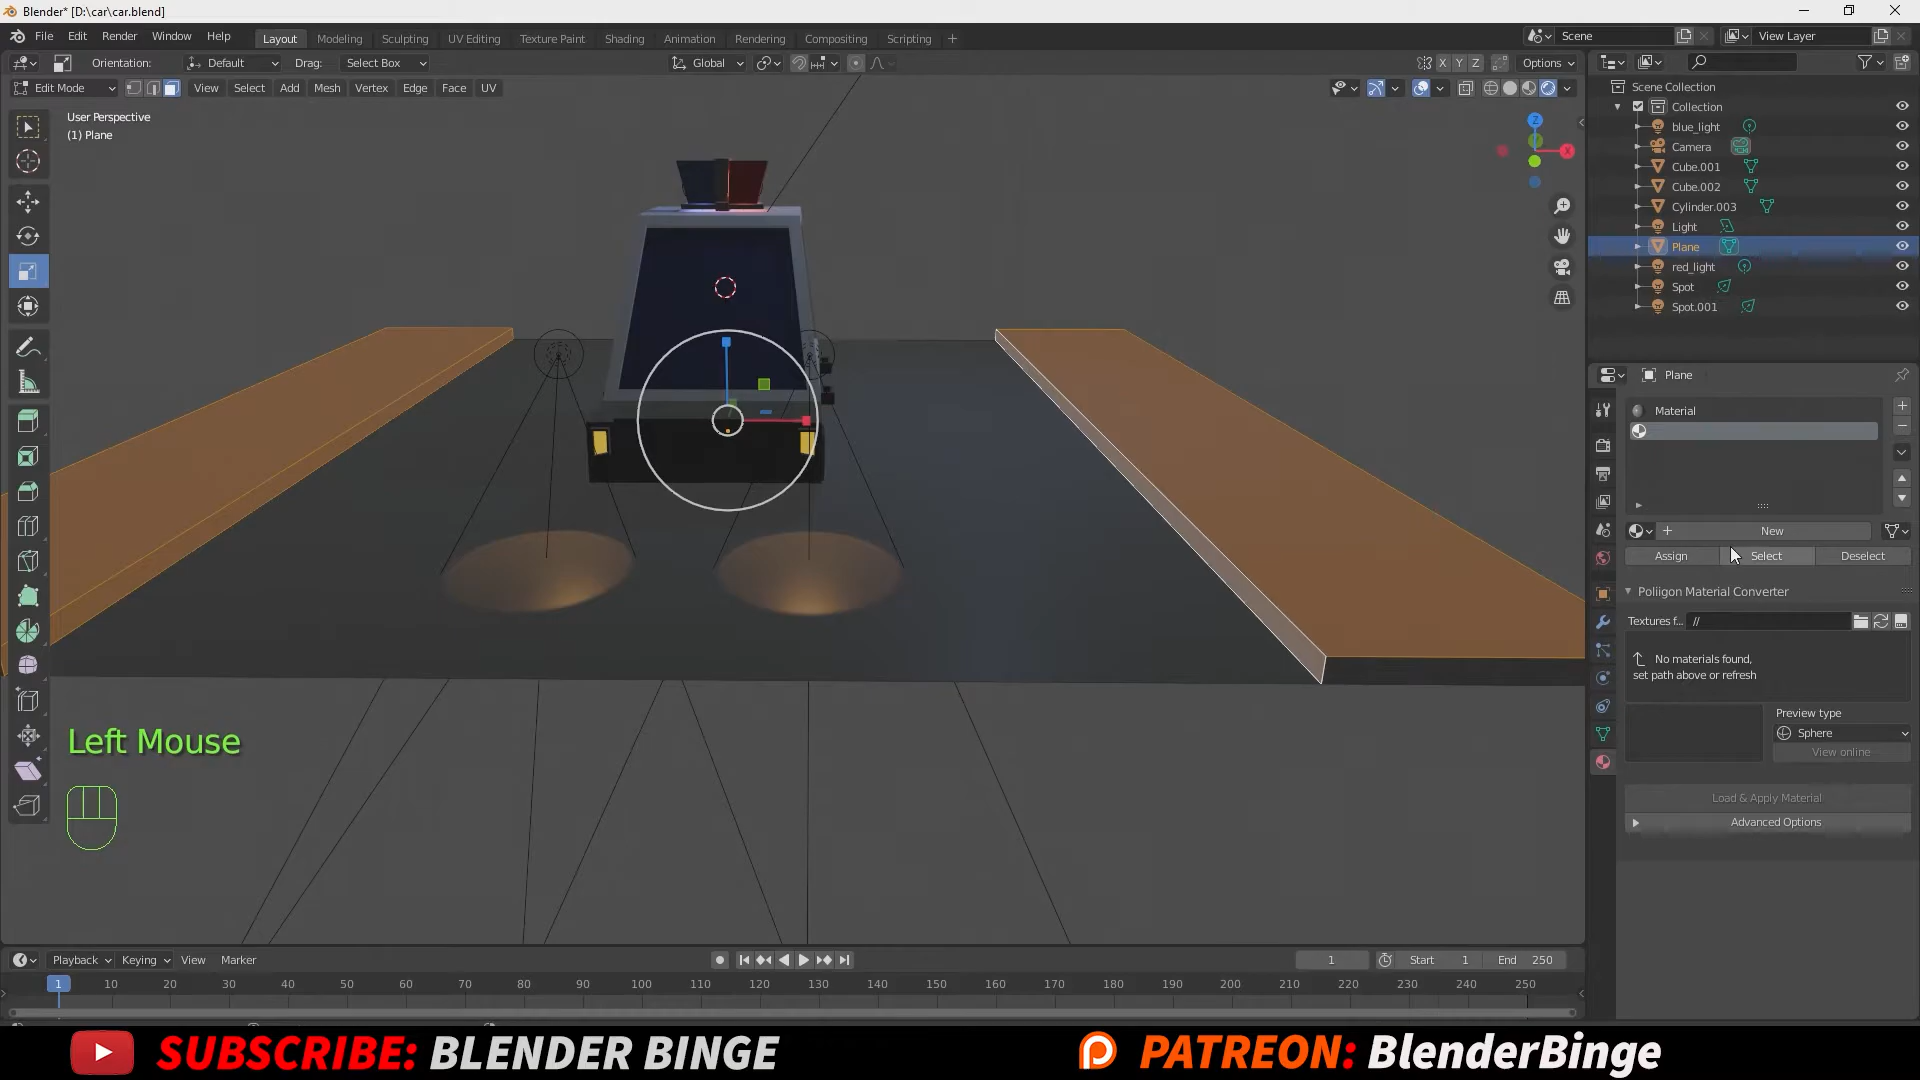 Blender* [D:\car\car.blend]
File Edit Render Window Help Layout Modeling Sculpting UV Editing Texture Paint Shading Animation Rendering Compositing Scripting + Scene View Layer
Orientation: Default Drag: Select Box Global X Y Z Options
Edit Mode View Select Add Mesh Vertex Edge Face UV
User Perspective
(1) Plane
Z
X
Scene Collection
Collection
blue_light
Camera
Cube.001
Cube.002
Cylinder.003
Light
Plane
red_light
Spot
Spot.001
Plane
Material
New
Assign Select Deselect
Poliigon Material Converter
Textures f... //
No materials found,
set path above or refresh
Preview type
Sphere
View online
Load & Apply Material
Advanced Options
Left Mouse
Playback Keying View Marker 1 Start 1 End 250
1 10 20 30 40 50 60 70 80 90 100 110 120 130 140 150 160 170 180 190 200 210 220 230 240 250
SUBSCRIBE: BLENDER BINGE PATREON: BlenderBinge